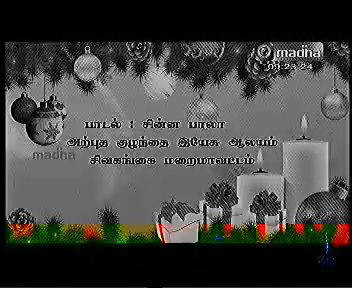 madha
09:23:24
பாடல் : சின்ன பாலா
அற்புத குழந்தை இயேசு ஆலயம்
madha
சிவகங்கை மறைமாவட்டம்